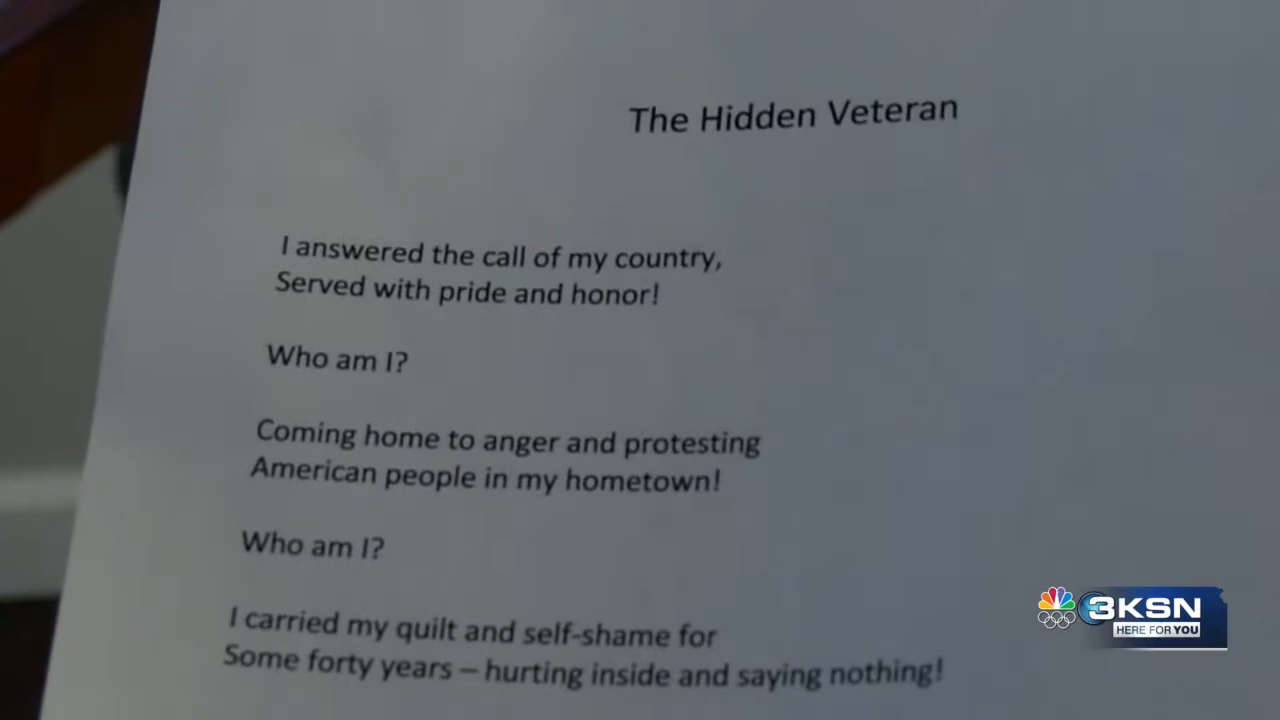 The Hidden Veteran
I answered the call of my country,
Served with pride and honor!
Who am I?
Coming home to anger and protesting
American people in my hometown!
Who am I?
I carried my quilt and self-shame for
Some forty years – hurting inside and saying nothing!
3KSN
HERE FOR YOU